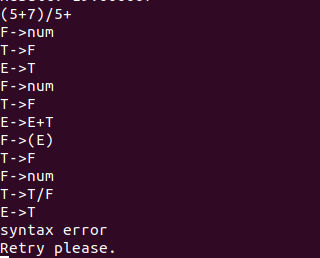 (5+7)/5+
F->num
T->F
E->T
F->num
T->F
E->E+T
F->(E)
T->F
F->num
T->T/F
E->T
syntax error
Retry please.